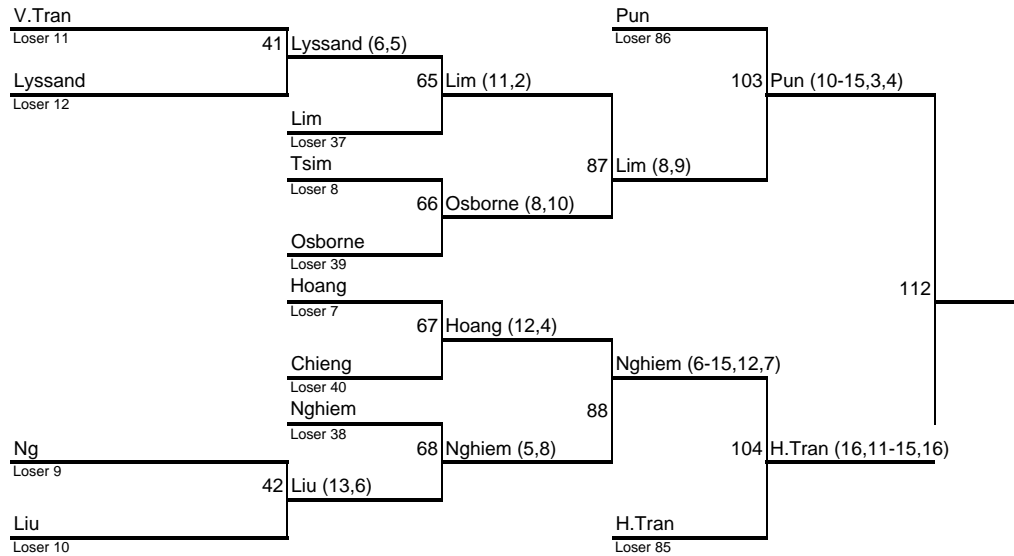 V.Tran
Pun
Loser 11
Loser 86
41 Lyssand (6,5)
Lyssand
65 Lim (11,2)
103 Pun (10-15,3,4)
Loser 12
Lim
Loser 37
Tsim
87 Lim (8,9)
Loser 8
66 Osborne (8,10)
Osborne
Loser 39
Hoang
112
Loser 7
67 Hoang (12,4)
Chieng
Nghiem (6-15,12,7)
Loser 40
Nghiem
88
Loser 38
Ng
68 Nghiem (5,8)
104 H.Tran (16,11-15,16)
Loser 9
42 Liu (13,6)
Liu
H.Tran
Loser 10
Loser 85